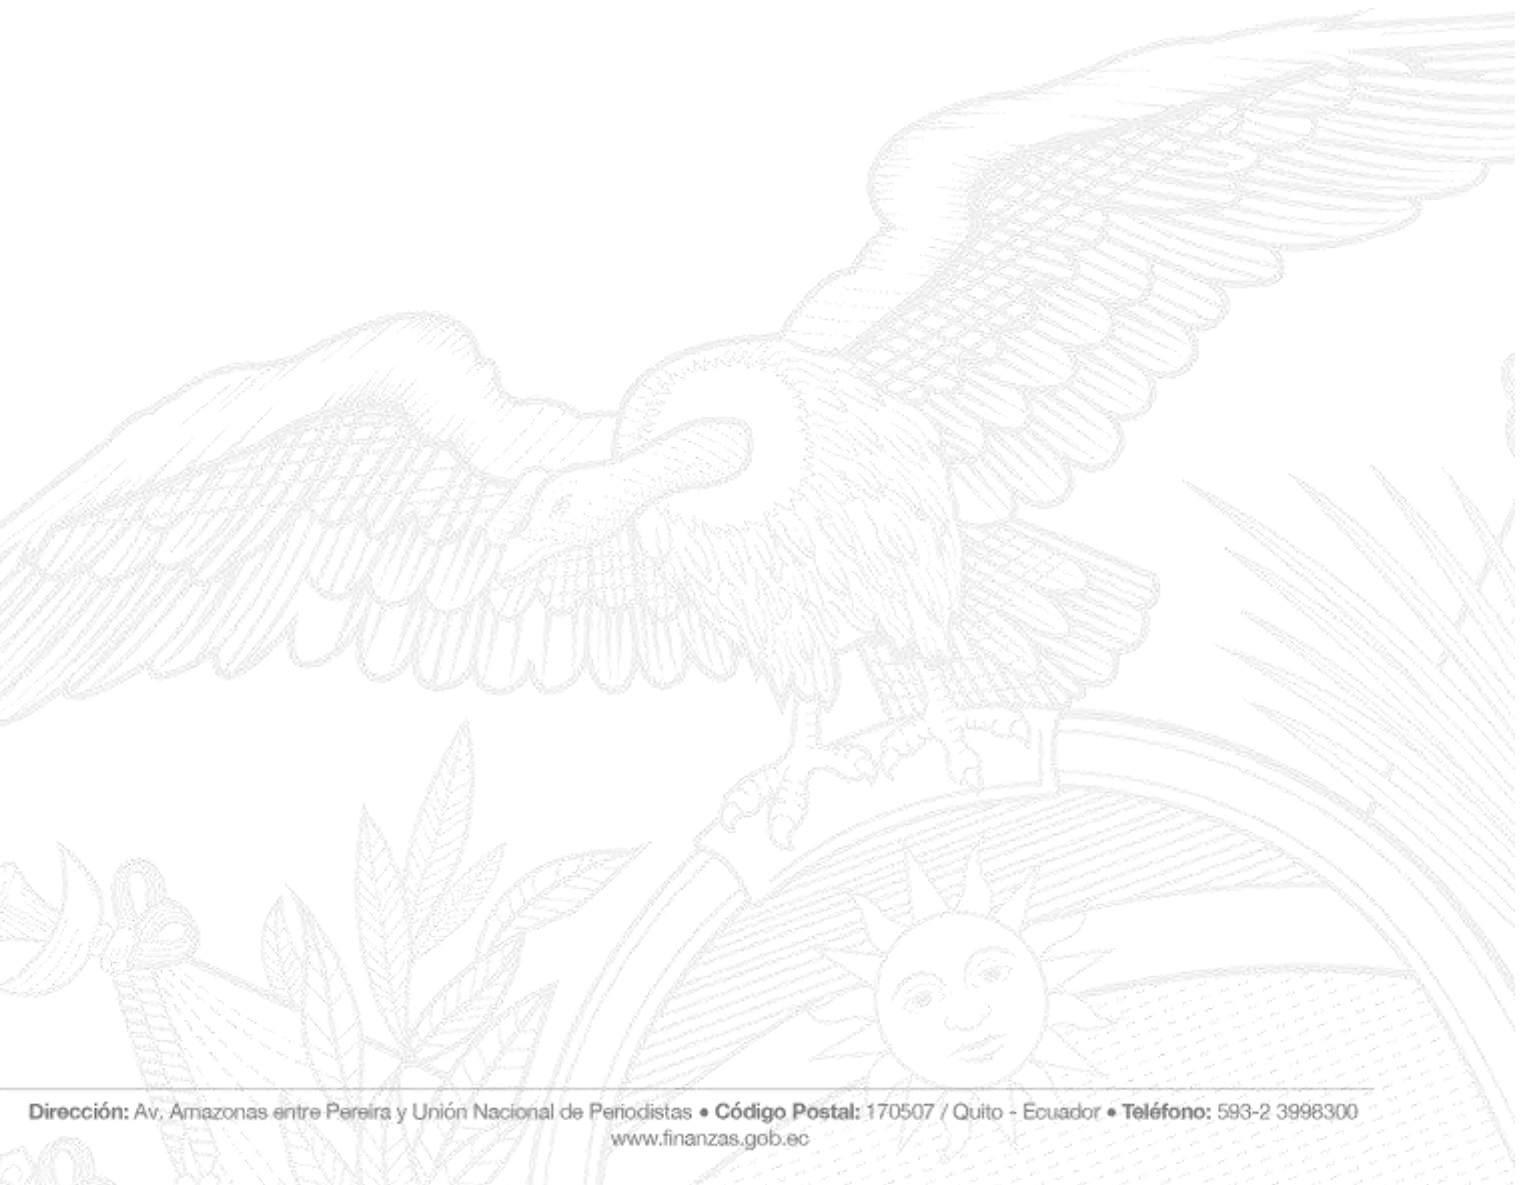 Dirección: Av. Amazonas entre Pereira y Unión Nacional de Periodistas • Código Postal: 170507 / Quito - Ecuador • Teléfono: 593-2 3998300
www.finanzas.gob.ec